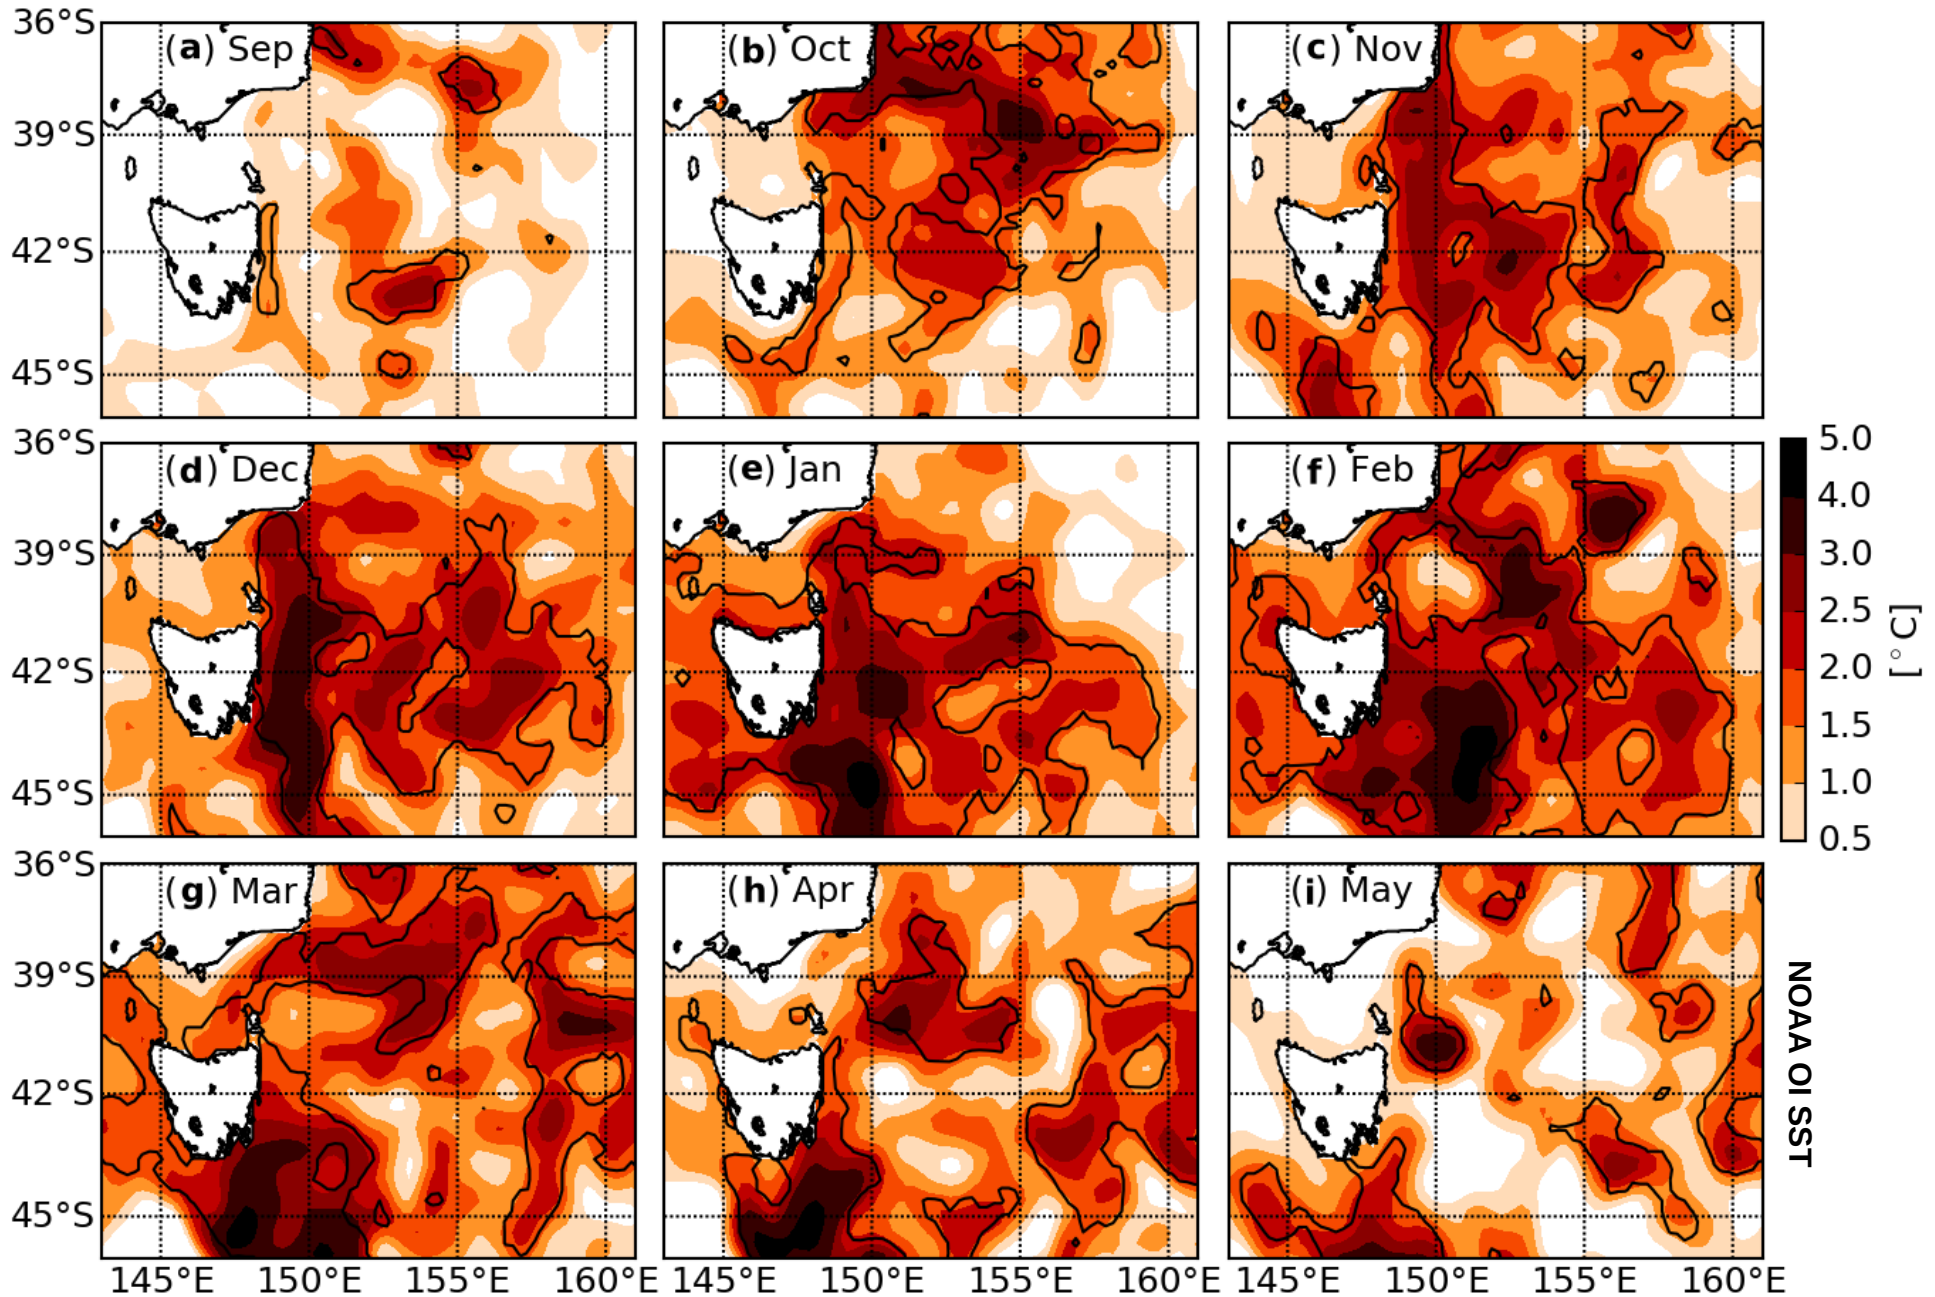 36°S
39°S
42°S
45°S
(a) Sep
(b) Oct
(c) Nov
36°S
39°S
42°S
45°S
(d) Dec
(e) Jan
(f) Feb
5.0
4.0
3.0
2.5
2.0
1.5
1.0
0.5
[°C]
36°S
39°S
42°S
45°S
(g) Mar
(h) Apr
(i) May
NOAA OI SST
145°E 150°E 155°E 160°E
145°E 150°E 155°E 160°E
145°E 150°E 155°E 160°E